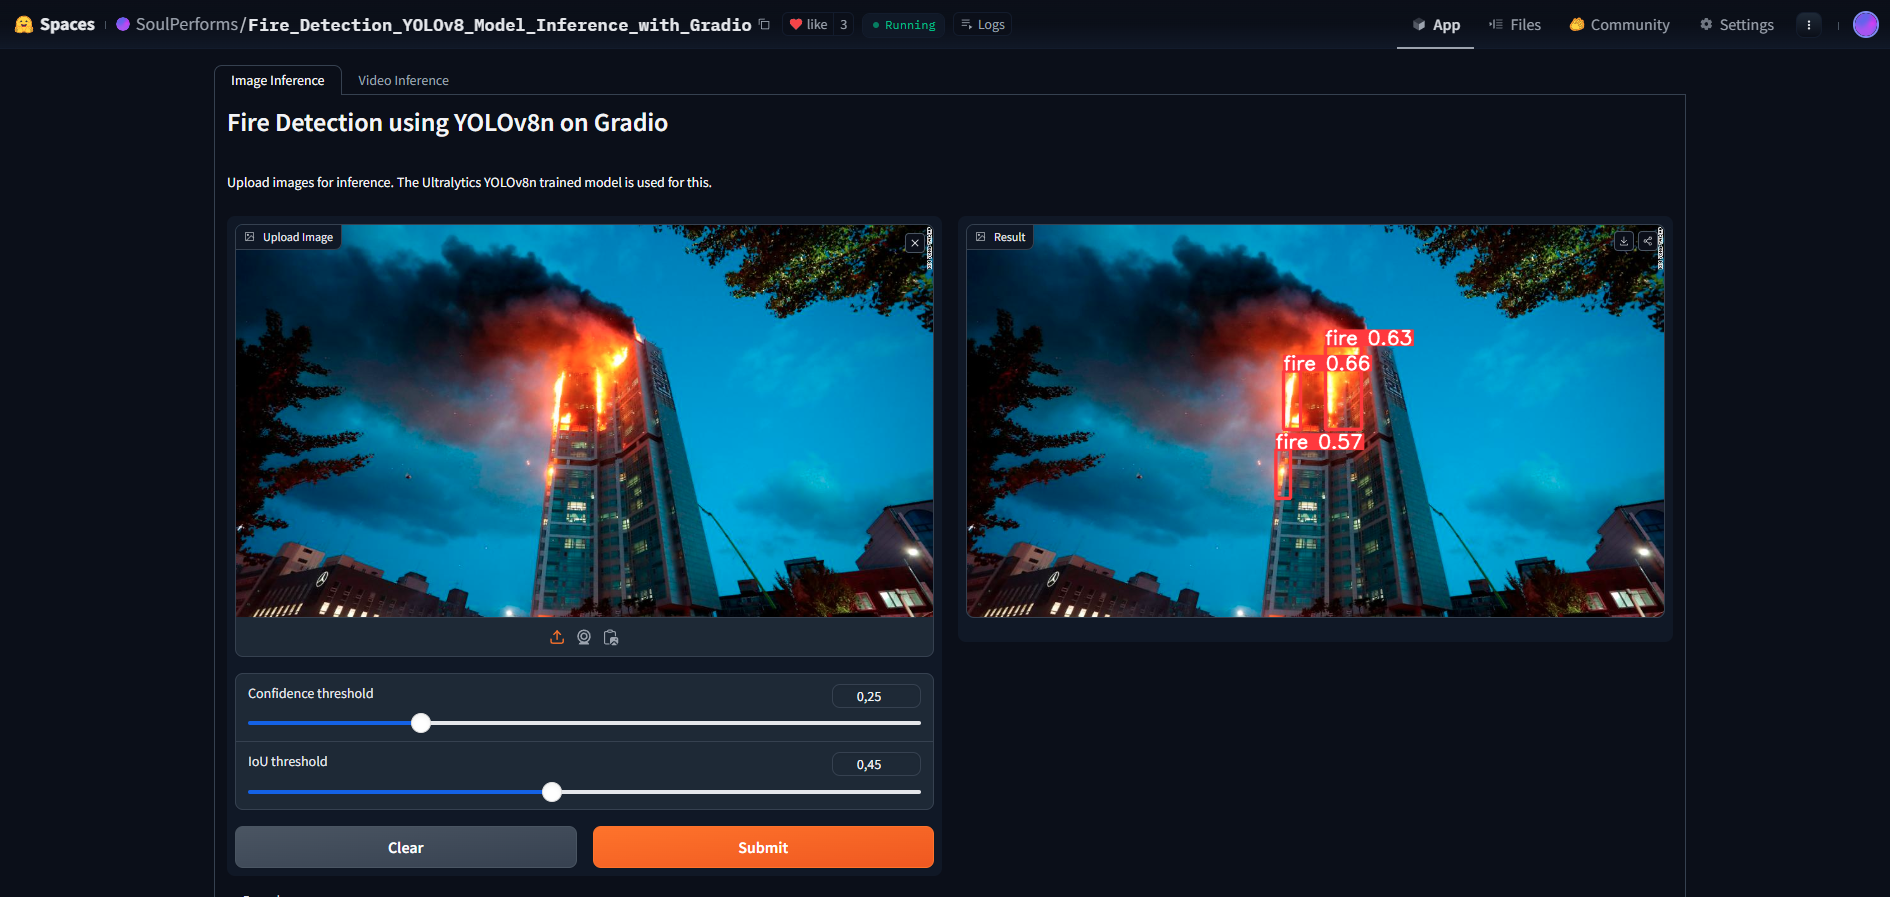 Spaces
SoulPerforms/Fire_Detection_YOLOv8_Model_Inference_with_Gradio
like 3
Running
Logs
App
Files
Community
Settings
Image Inference
Video Inference
Fire Detection using YOLOv8n on Gradio
Upload images for inference. The Ultralytics YOLOv8n trained model is used for this.
Upload Image
Result
fire 0.63
fire 0.66
fire 0.57
Confidence threshold
0,25
IoU threshold
0,45
Clear
Submit